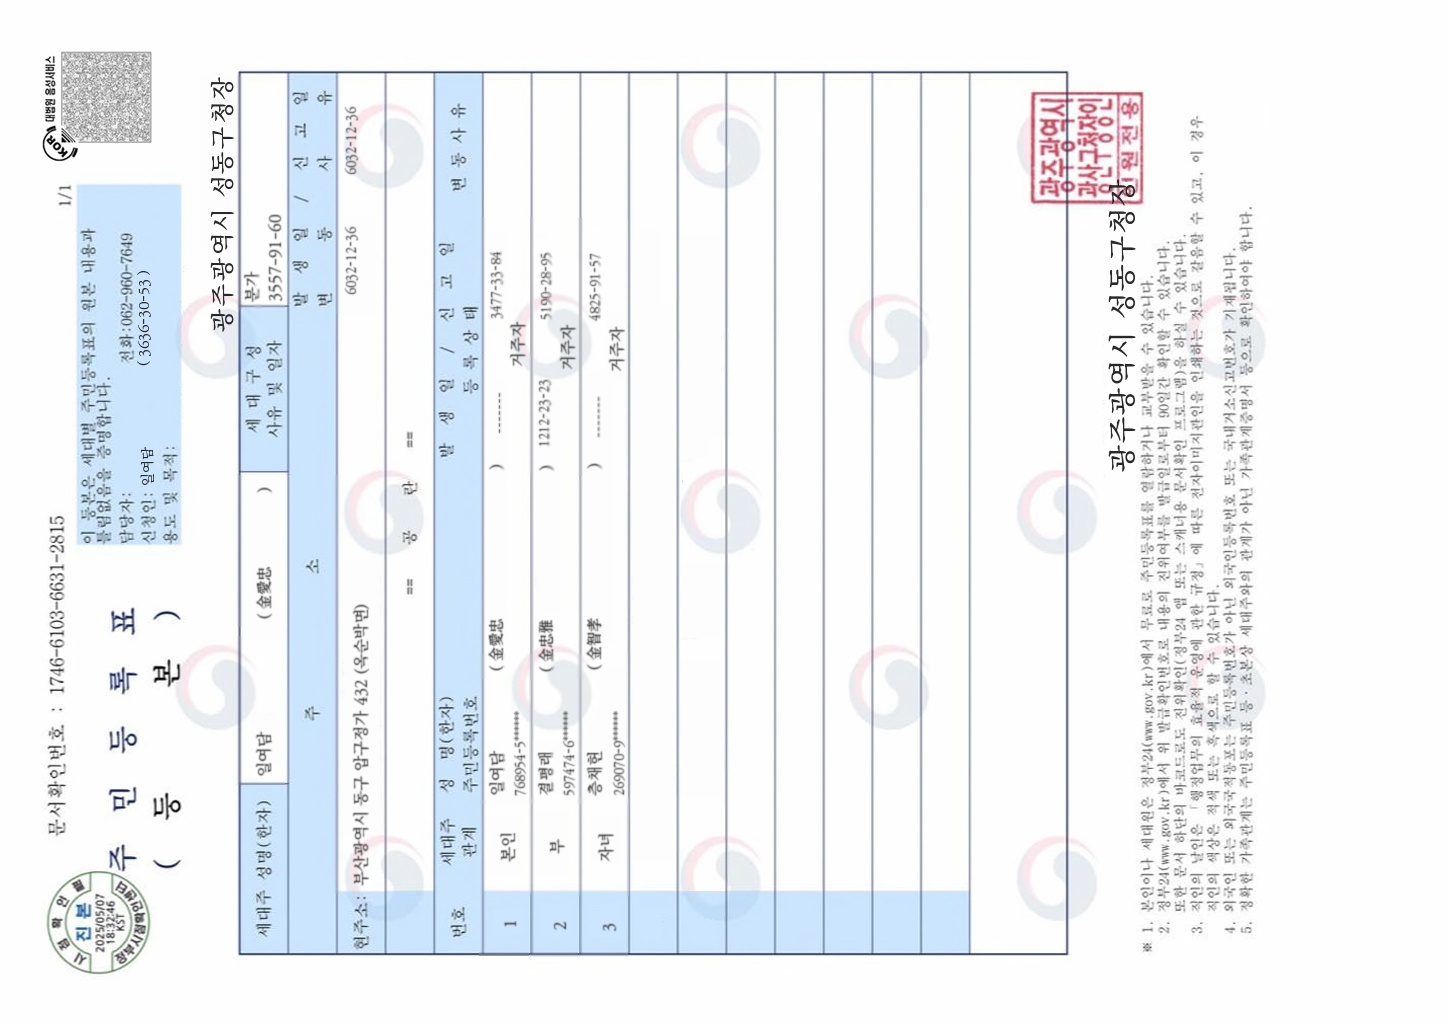 문서확인번호 : 1746-6103-6631-2815
1/1
대법원 음성서비스
시점확인필
진본
2025/05/07
18:32:46
KST
정부시점확인센터
주 민 등 록 표
( 등 본 )
이 등본은 세대별 주민등록표의 원본 내용과
틀림없음을 증명합니다.
담당자: 전화:062-960-7649
신청인: 일여담 ( 3636-30-53)
용도 및 목적:
광주광역시 성동구청장
세대주 성명(한자) 일여담 ( 金愛忠 ) 세 대 구 성 분가
사유 및 일자 3557-91-60
주 소 발 생 일 / 신 고 일
변 동 사 유
현주소: 부산광역시 동구 압구정가 432 (옥순박면) 6032-12-36 6032-12-36
== 공 란 ==
번호 세대주 성 명(한자) 발 생 일 / 신 고 일 변 동 사 유
관계 주민등록번호 등 록 상 태
1 본인 일여담 ( 金愛忠 ) ------- 3477-33-84
768954-5****** 거주자
2 부 결평래 ( 金忠雅 ) 1212-23-23 5190-28-95
597474-6****** 거주자
3 자녀 층채현 ( 金智孝 ) ------- 4825-91-57
269070-9****** 거주자
광주광역시 성동구청장
민원전용
※ 1. 본인이나 세대원은 정부24(www.gov.kr)에서 무료로 주민등록표를 열람하거나 교부받을 수 있습니다.
2. 정부24(www.gov.kr)에서 위 발급확인번호로 내용의 진위여부를 발급일로부터 90일간 확인할 수 있습니다.
또한 문서 하단의 바코드로도 진위확인(정부24 앱 또는 스캐너용 문서확인 프로그램)을 하실 수 있습니다.
3. 직인의 날인은 「행정업무의 효율적 운영에 관한 규정」에 따른 전자이미지관인을 인쇄하는 것으로 갈음할 수 있고, 이 경우
직인의 색상은 적색 또는 흑색으로 할 수 있습니다.
4. 외국인 또는 외국국적동포는 주민등록번호가 아닌 외국인등록번호 또는 국내거소신고번호가 기재됩니다.
5. 정확한 가족관계는 주민등록표 등·초본상 세대주와의 관계가 아닌 가족관계증명서 등으로 확인하여야 합니다.